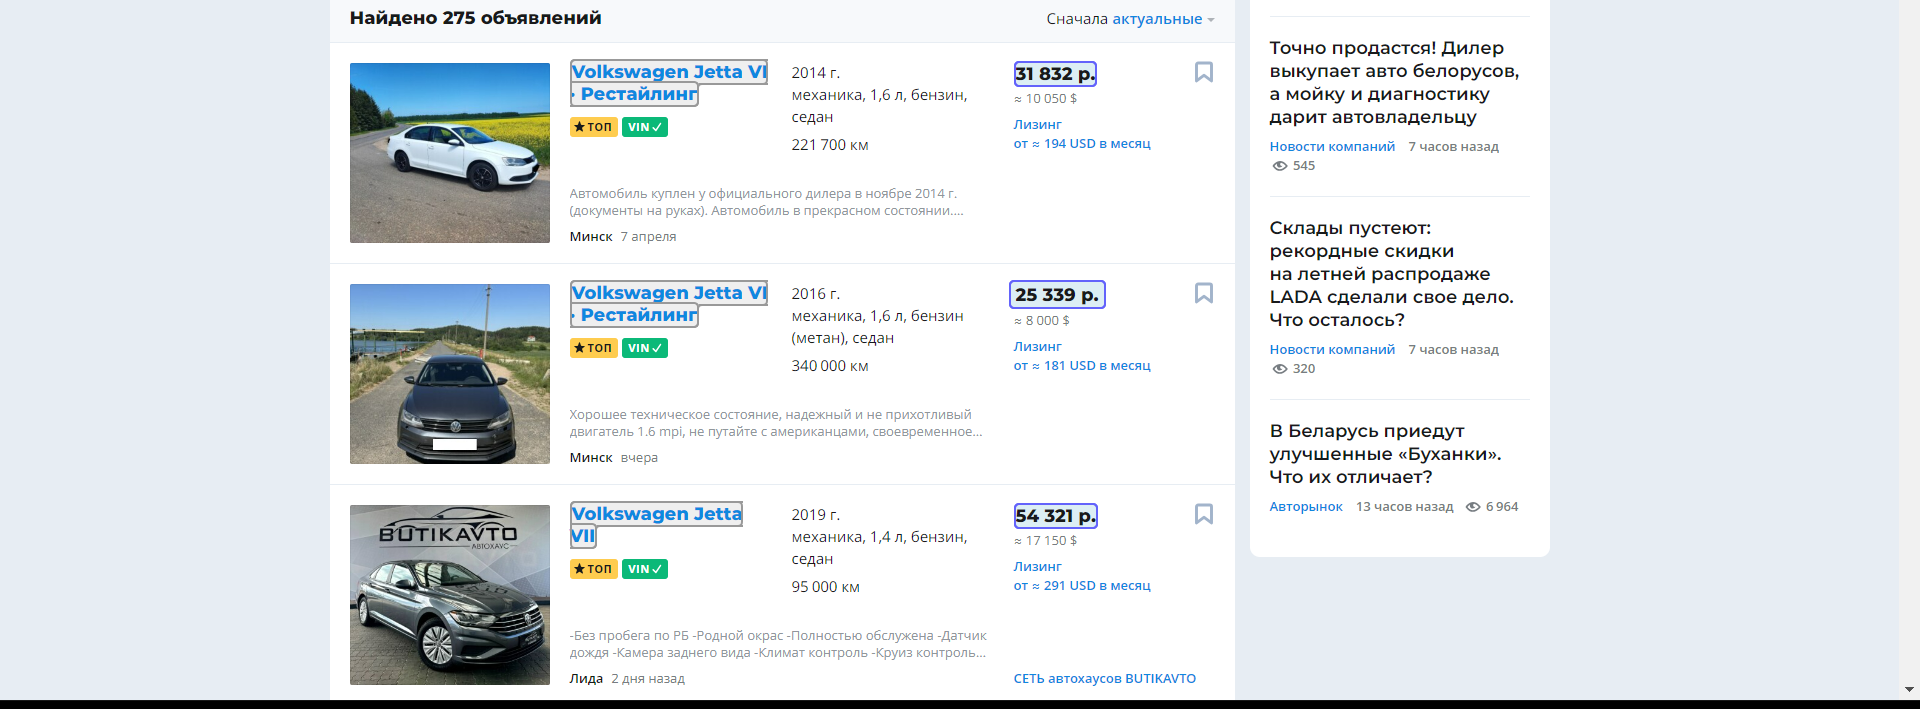 Найдено 275 объявлений
Сначала актуальные
Volkswagen Jetta VI
· Рестайлинг
ТОП
VIN
2014 г.
механика, 1,6 л, бензин,
седан
221 700 км
31 832 р.
≈ 10 050 $
Лизинг
от ≈ 194 USD в месяц
Автомобиль куплен у официального дилера в ноябре 2014 г.
(документы на руках). Автомобиль в прекрасном состоянии....
Минск 7 апреля
Volkswagen Jetta VI
· Рестайлинг
ТОП
VIN
2016 г.
механика, 1,6 л, бензин
(метан), седан
340 000 км
25 339 р.
≈ 8 000 $
Лизинг
от ≈ 181 USD в месяц
Хорошее техническое состояние, надежный и не прихотливый
двигатель 1.6 mpi, не путайте с американцами, своевременное...
Минск вчера
BUTIKAVTO
АВТОХАУС
Volkswagen Jetta
VII
ТОП
VIN
2019 г.
механика, 1,4 л, бензин,
седан
95 000 км
54 321 р.
≈ 17 150 $
Лизинг
от ≈ 291 USD в месяц
-Без пробега по РБ -Родной окрас -Полностью обслужена -Датчик
дождя -Камера заднего вида -Климат контроль -Круиз контроль...
Лида 2 дня назад
СЕТЬ автохаусов BUTIKAVTO
Точно продастся! Дилер
выкупает авто белорусов,
а мойку и диагностику
дарит автовладельцу
Новости компаний 7 часов назад
545
Склады пустеют:
рекордные скидки
на летней распродаже
LADA сделали свое дело.
Что осталось?
Новости компаний 7 часов назад
320
В Беларусь приедут
улучшенные «Буханки».
Что их отличает?
Авторынок 13 часов назад 6 964